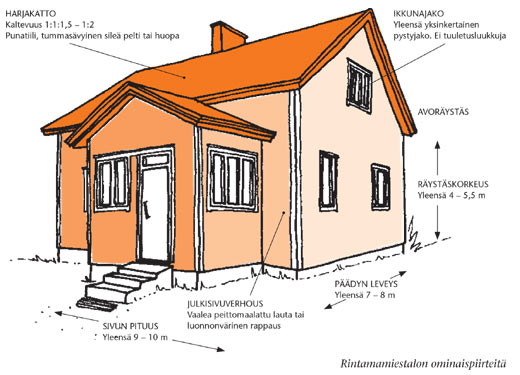 HARJAKATTO
Kaltevuus 1:1:1,5 – 1:2
Punatiili, tummasävyinen sileä pelti tai huopa
IKKUNAJAKO
Yleensä yksinkertainen
pystyjako. Ei tuuletusluukkuja
AVORÄYSTÄS
RÄYSTÄSKORKEUS
Yleensä 4 – 5,5 m
PÄÄDYN LEVEYS
Yleensä 7 – 8 m
JULKISIVUVERHOUS
Vaalea peittomaalattu lauta tai
luonnonvärinen rappaus
SIVUN PITUUS
Yleensä 9 – 10 m
Rintamamiestalon ominaispiirteitä